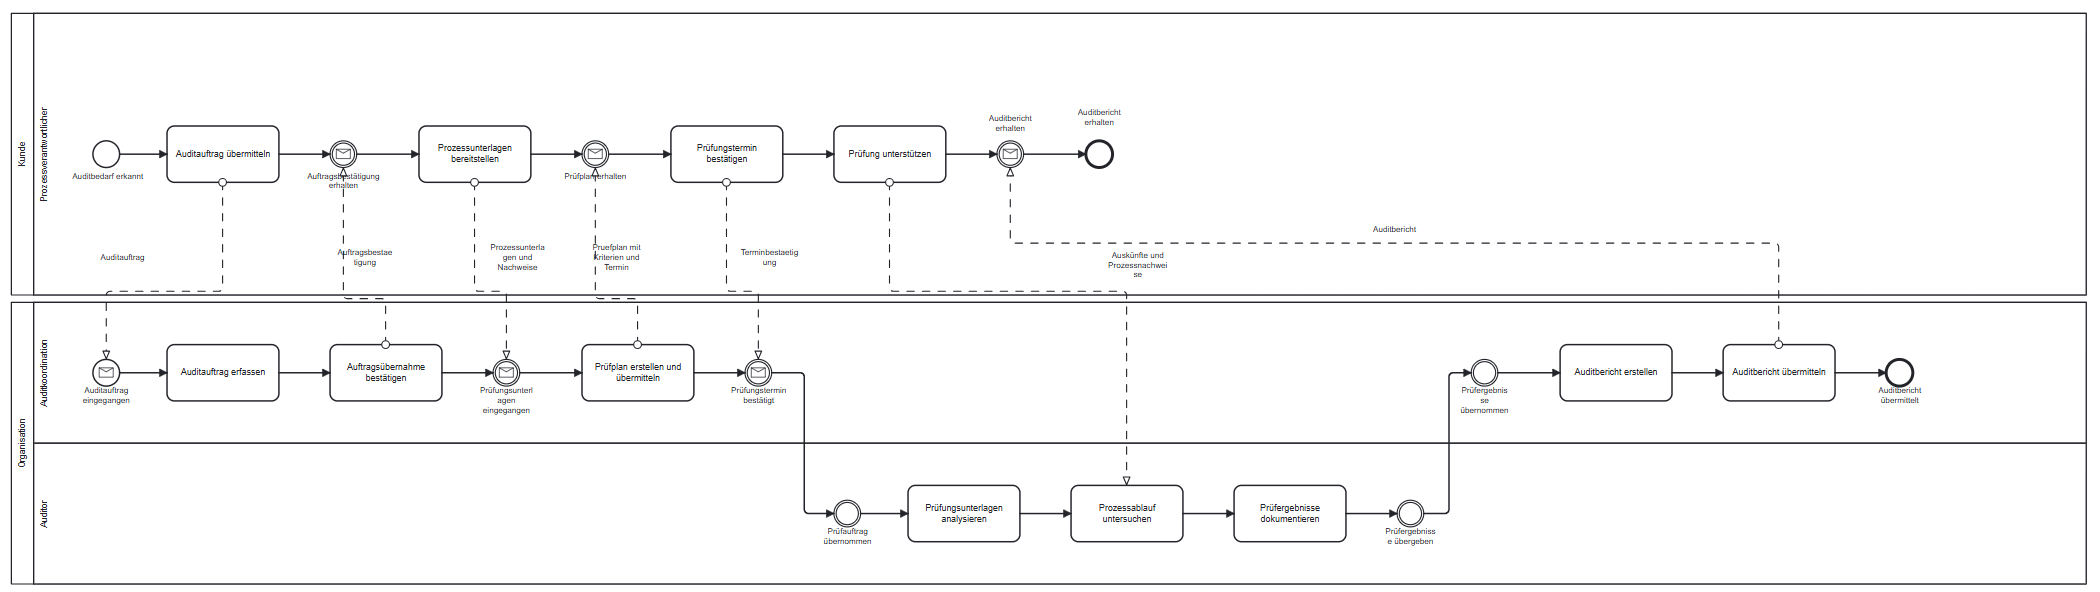 Kunde
Prozessverantwortlicher
Auditbedarf erkannt
Auditauftrag übermitteln
Auftragsbestätigung
erhalten
Prozessunterlagen
bereitstellen
Prüfplan erhalten
Prüfungstermin
bestätigen
Prüfung unterstützen
Auditbericht
erhalten
Auditbericht
erhalten
Auditauftrag
Auftragsbestae
tigung
Prozessunterla
gen und
Nachweise
Pruefplan mit
Kriterien und
Termin
Terminbestaetig
ung
Auskünfte und
Prozessnachwei
se
Auditbericht
Organisation
Auditkoordination
Auditauftrag
eingegangen
Auditauftrag erfassen
Auftragsübernahme
bestätigen
Prüfungsunterl
agen
eingegangen
Prüfplan erstellen und
übermitteln
Prüfungstermin
bestätigt
Prüfergebnis
se
übernommen
Auditbericht erstellen
Auditbericht übermitteln
Auditbericht
übermittelt
Auditor
Prüfauftrag
übernommen
Prüfungsunterlagen
analysieren
Prozessablauf
untersuchen
Prüfergebnisse
dokumentieren
Prüfergebniss
e übergeben